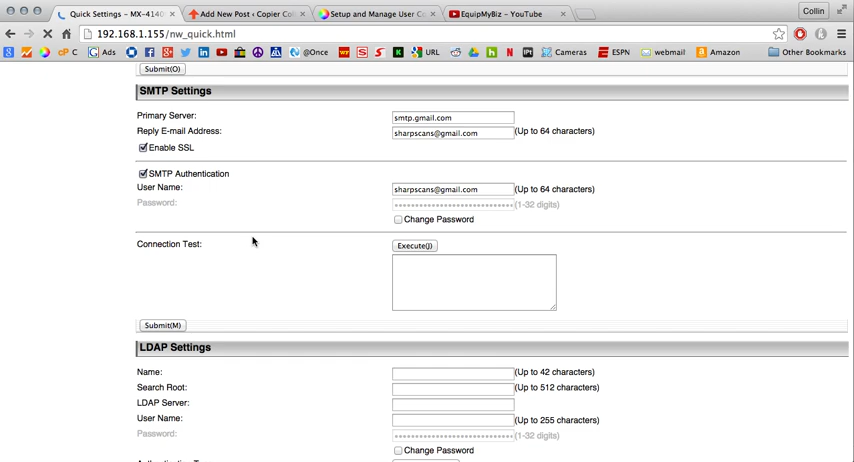 Quick Settings – MX-4140
Add New Post ‹ Copier Col
Setup and Manage User Co
EquipMyBiz – YouTube
Collin
192.168.1.155/nw_quick.html
C
Ads
@Once
URL
Cameras
ESPN
webmail
Amazon
Other Bookmarks
Submit(O)
SMTP Settings
Primary Server: smtp.gmail.com
Reply E-mail Address: sharpscans@gmail.com (Up to 64 characters)
Enable SSL
SMTP Authentication
User Name: sharpscans@gmail.com (Up to 64 characters)
Password: (1-32 digits)
Change Password
Connection Test: Execute(J)
Submit(M)
LDAP Settings
Name: (Up to 42 characters)
Search Root: (Up to 512 characters)
LDAP Server:
User Name: (Up to 255 characters)
Password: (1-32 digits)
Change Password